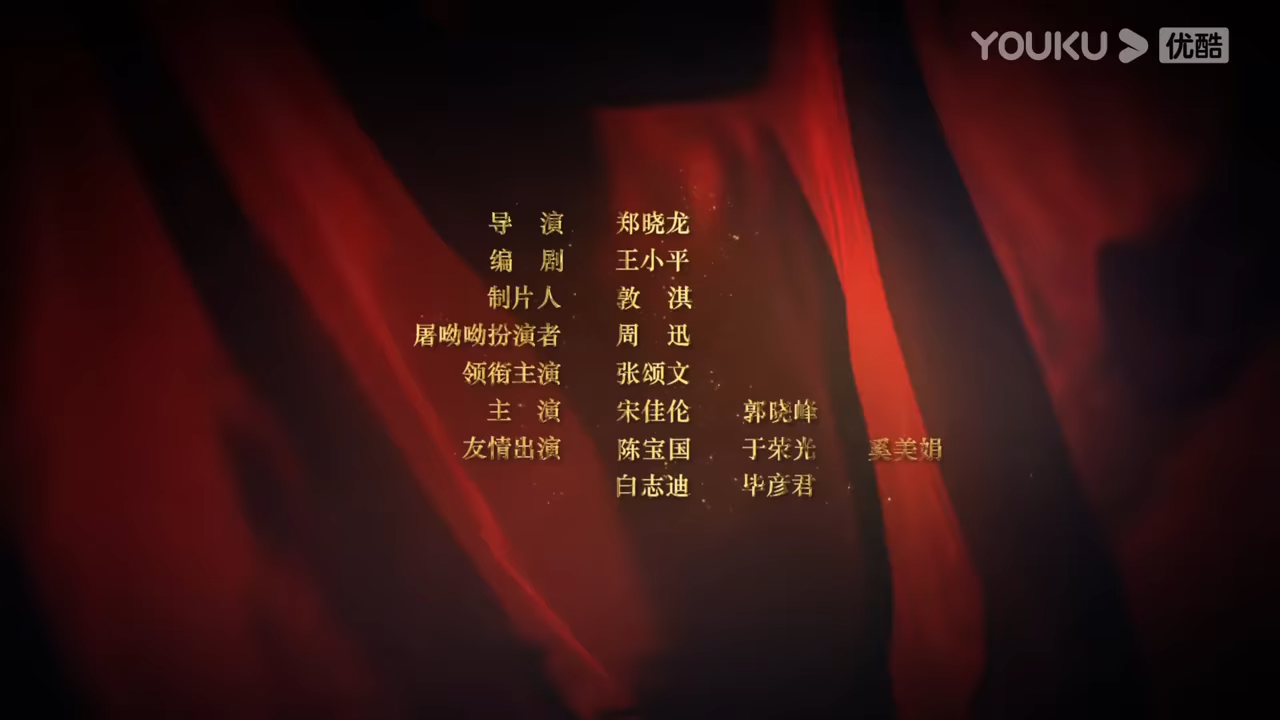 YOUKU 优酷
导 演 郑晓龙
编 剧 王小平
制片人 敦 淇
屠呦呦扮演者 周 迅
领衔主演 张颂文
主 演 宋佳伦 郭晓峰
友情出演 陈宝国 于荣光 奚美娟
白志迪 毕彦君